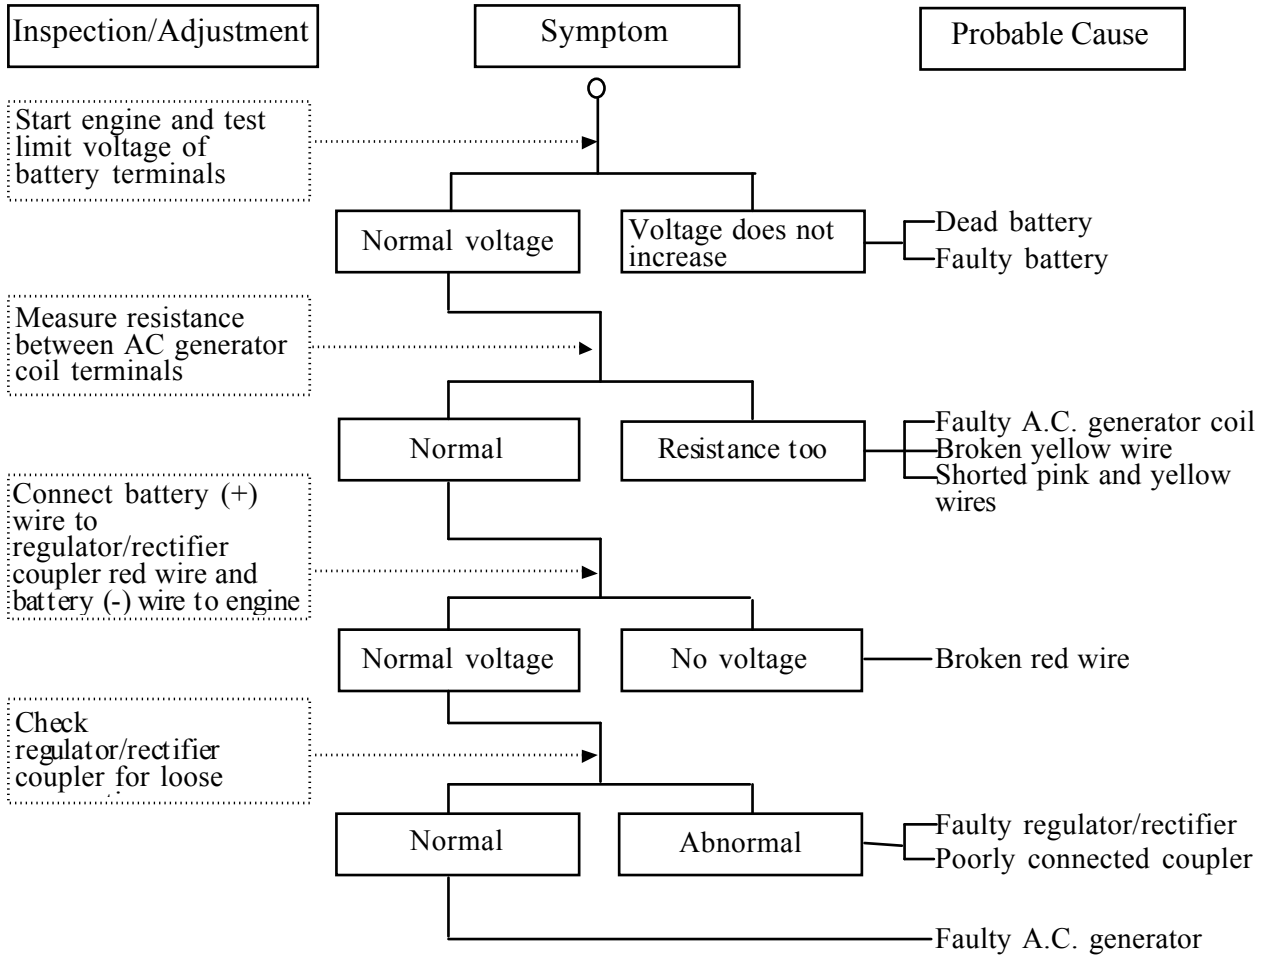 Inspection/Adjustment
Symptom
Probable Cause
Start engine and test
limit voltage of
battery terminals
Normal voltage
Voltage does not
increase
Dead battery
Faulty battery
Measure resistance
between AC generator
coil terminals
Normal
Resistance too
Faulty A.C. generator coil
Broken yellow wire
Shorted pink and yellow
wires
Connect battery (+)
wire to
regulator/rectifier
coupler red wire and
battery (-) wire to engine
Normal voltage
No voltage
Broken red wire
Check
regulator/rectifier
coupler for loose
Normal
Abnormal
Faulty regulator/rectifier
Poorly connected coupler
Faulty A.C. generator